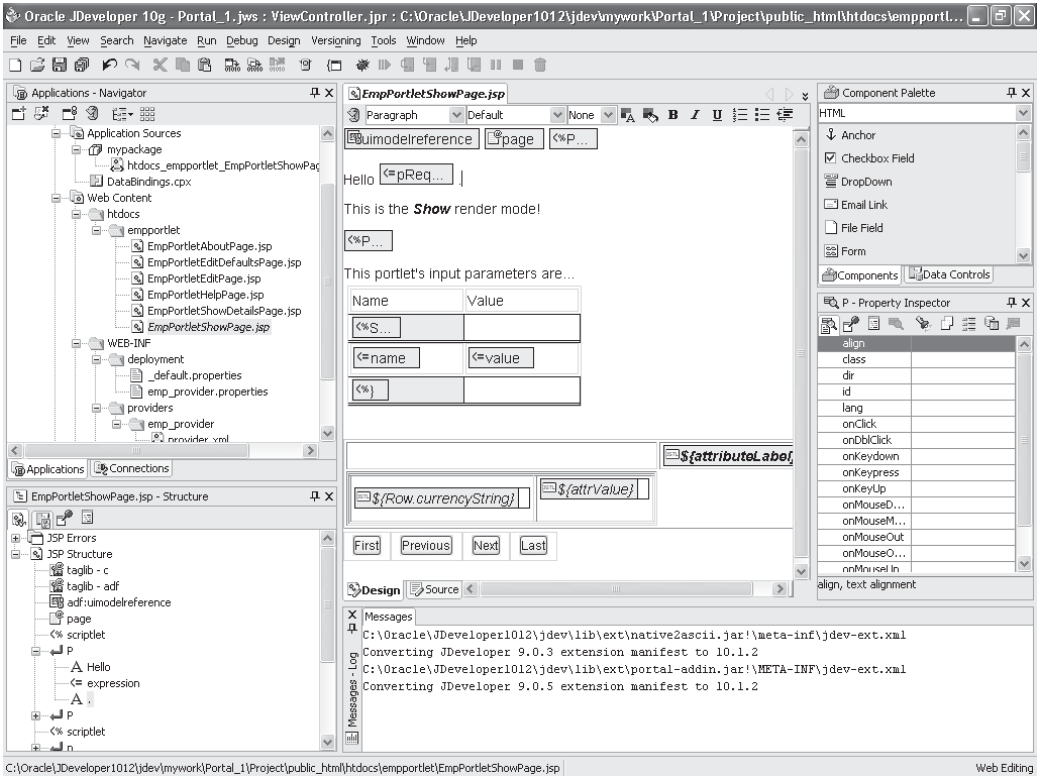 Oracle JDeveloper 10g - Portal_1.jws : ViewController.jpr : C:\Oracle\JDeveloper1012\jdev\mywork\Portal_1\Project\public_html\htdocs\empportl...
File Edit View Search Navigate Run Debug Design Versioning Tools Window Help
Applications - Navigator
Application Sources
mypackage
htdocs_empportlet_EmpPortletShowPag
DataBindings.cpx
Web Content
htdocs
empportlet
EmpPortletAboutPage.jsp
EmpPortletEditDefaultsPage.jsp
EmpPortletEditPage.jsp
EmpPortletHelpPage.jsp
EmpPortletShowDetailsPage.jsp
EmpPortletShowPage.jsp
WEB-INF
deployment
_default.properties
emp_provider.properties
providers
emp_provider
provider.xml
Applications Connections
EmpPortletShowPage.jsp - Structure
JSP Errors
JSP Structure
taglib - c
taglib - adf
adf:uimodelreference
page
<% scriptlet
P
A Hello
<= expression
A .
P
<% scriptlet
EmpPortletShowPage.jsp
Paragraph Default None B I U
uimodelreference page <%P...
Hello <=pReq... .
This is the Show render mode!
<%P...
This portlet's input parameters are...
Name Value
<%S...
<=name <=value
<%}
${attributeLabel}
${Row.currencyString} ${attrValue}
First Previous Next Last
Design Source
Component Palette
HTML
Anchor
Checkbox Field
DropDown
Email Link
File Field
Form
Components Data Controls
P - Property Inspector
align
class
dir
id
lang
onClick
onDblClick
onKeydown
onKeypress
onKeyUp
onMouseD...
onMouseM...
onMouseOut
onMouseO...
onMouseUp
align, text alignment
Messages - Log
Messages
C:\Oracle\JDeveloper1012\jdev\lib\ext\native2ascii.jar!\meta-inf\jdev-ext.xml
Converting JDeveloper 9.0.3 extension manifest to 10.1.2
C:\Oracle\JDeveloper1012\jdev\lib\ext\portal-addin.jar!\META-INF\jdev-ext.xml
Converting JDeveloper 9.0.5 extension manifest to 10.1.2
C:\Oracle\JDeveloper1012\jdev\mywork\Portal_1\Project\public_html\htdocs\empportlet\EmpPortletShowPage.jsp Web Editing